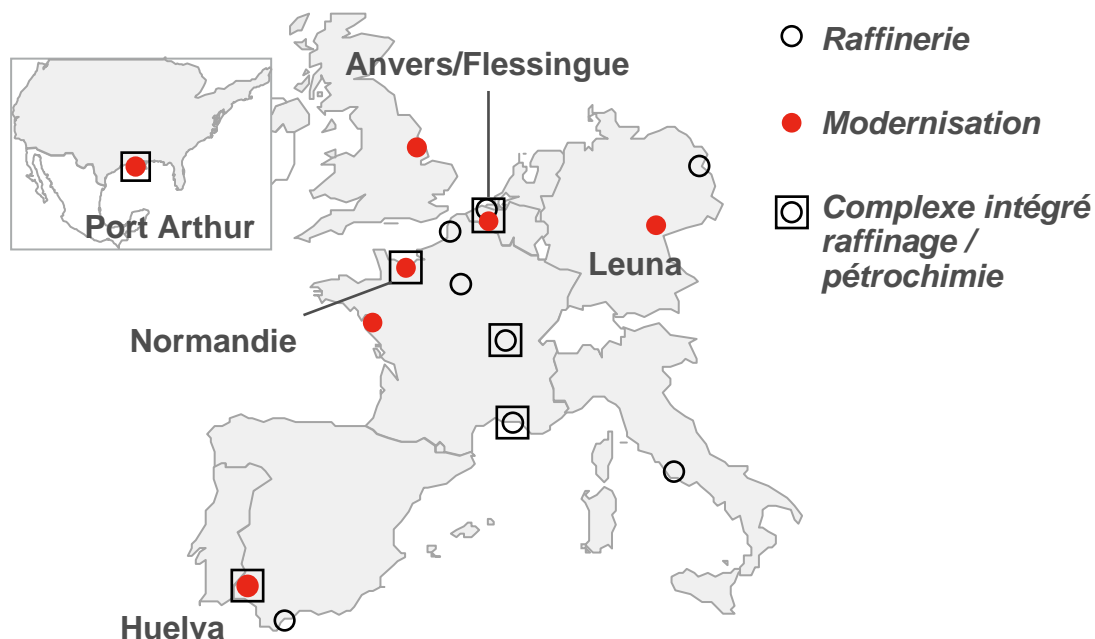 Raffinerie
Anvers/Flessingue
Modernisation
Complexe intégré
raffinage /
pétrochimie
Port Arthur
Leuna
Normandie
Huelva